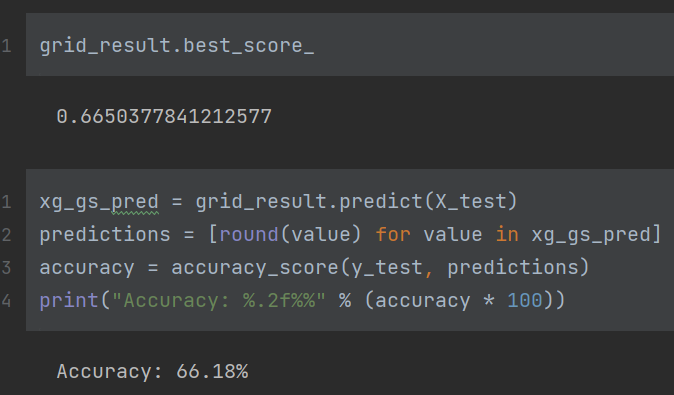 1 grid_result.best_score_
0.6650377841212577
1 xg_gs_pred = grid_result.predict(X_test)
2 predictions = [round(value) for value in xg_gs_pred]
3 accuracy = accuracy_score(y_test, predictions)
4 print("Accuracy: %.2f%%" % (accuracy * 100))
Accuracy: 66.18%